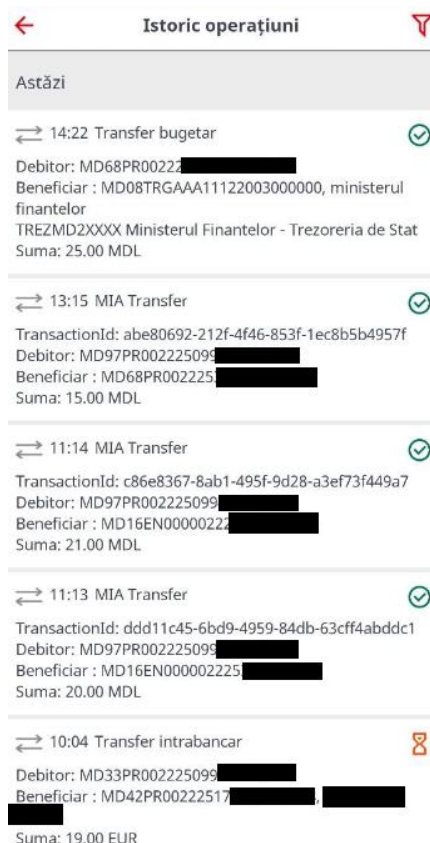 Istoric operațiuni
Astăzi
14:22 Transfer bugetar
Debitor: MD68PR00222
Beneficiar : MD08TRGAAA11122003000000, ministerul
finantelor
TREZMD2XXXX Ministerul Finantelor - Trezoreria de Stat
Suma: 25.00 MDL
13:15 MIA Transfer
TransactionId: abe80692-212f-4f46-853f-1ec8b5b4957f
Debitor: MD97PR002225099
Beneficiar : MD68PR0022253
Suma: 15.00 MDL
11:14 MIA Transfer
TransactionId: c86e8367-8ab1-495f-9d28-a3ef73f449a7
Debitor: MD97PR002225099
Beneficiar : MD16EN00000222
Suma: 21.00 MDL
11:13 MIA Transfer
TransactionId: ddd11c45-6bd9-4959-84db-63cff4abddc1
Debitor: MD97PR002225099
Beneficiar : MD16EN000002225
Suma: 20.00 MDL
10:04 Transfer intrabancar
Debitor: MD33PR002225099
Beneficiar : MD42PR00222517 ,
Suma: 19.00 EUR